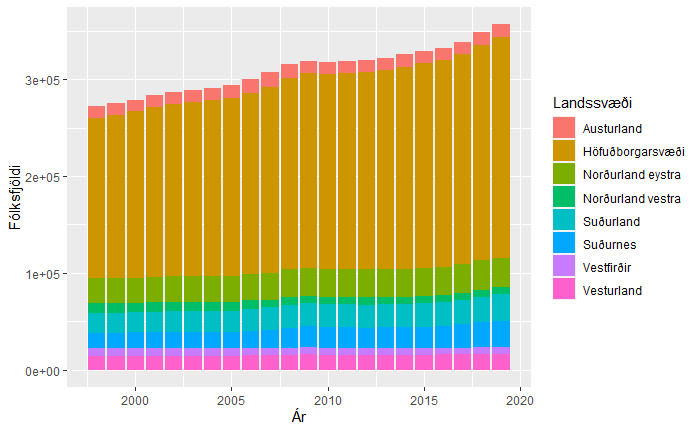 Fólksfjöldi
3e+05
2e+05
1e+05
0e+00
2000
2005
2010
2015
2020
Ár
Landssvæði
Austurland
Höfuðborgarsvæði
Norðurland eystra
Norðurland vestra
Suðurland
Suðurnes
Vestfirðir
Vesturland